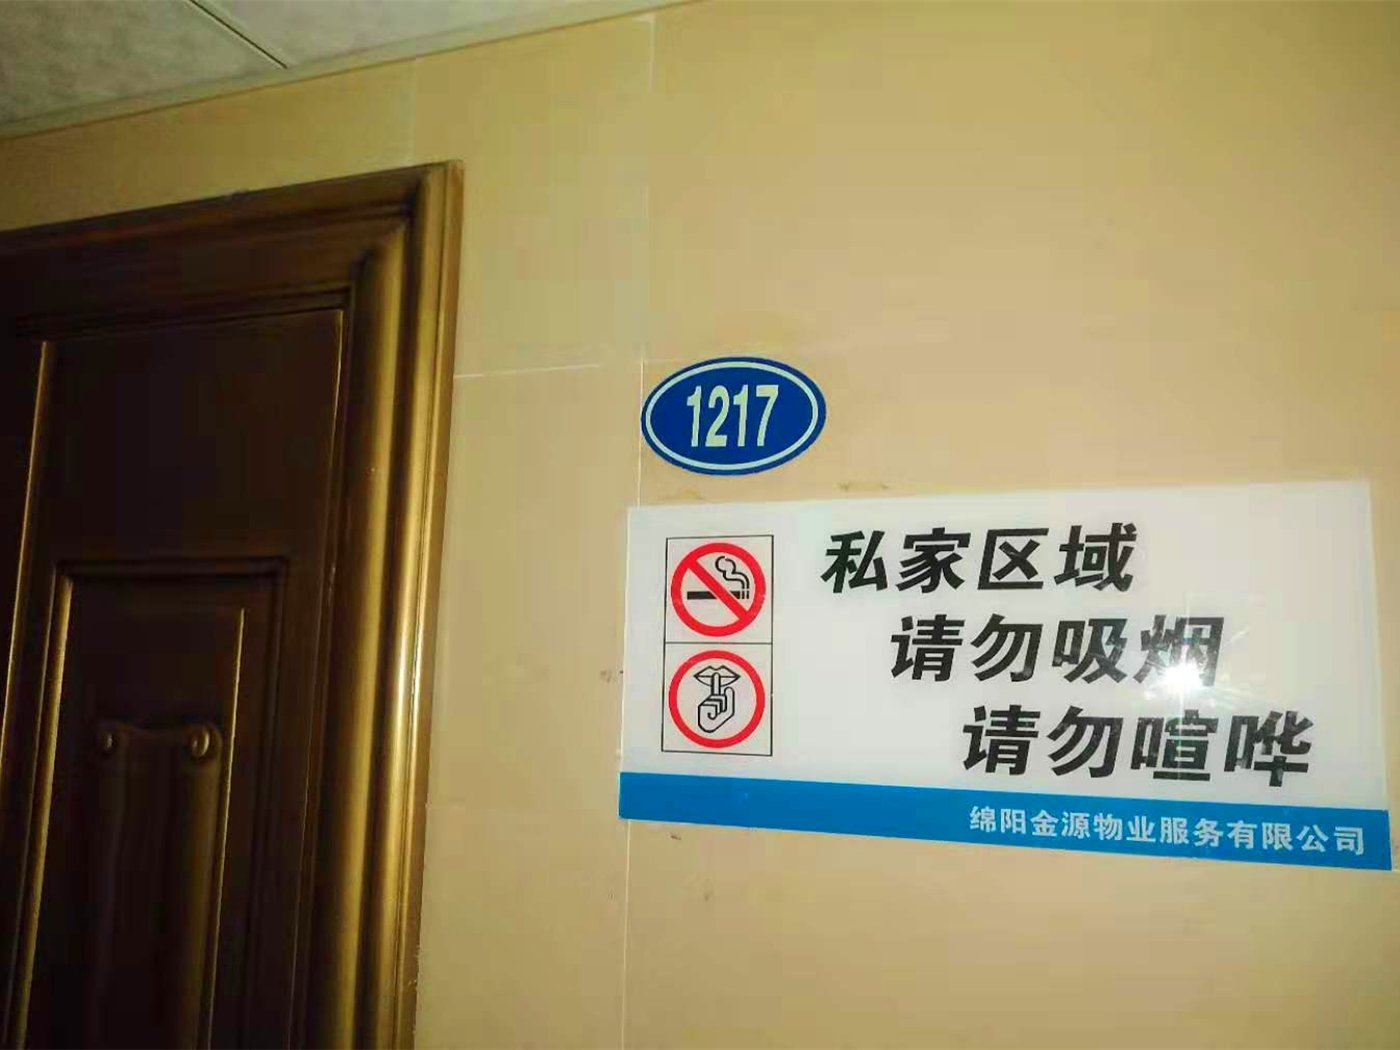 1217
私家区域
请勿吸烟
请勿喧哗
绵阳金源物业服务有限公司